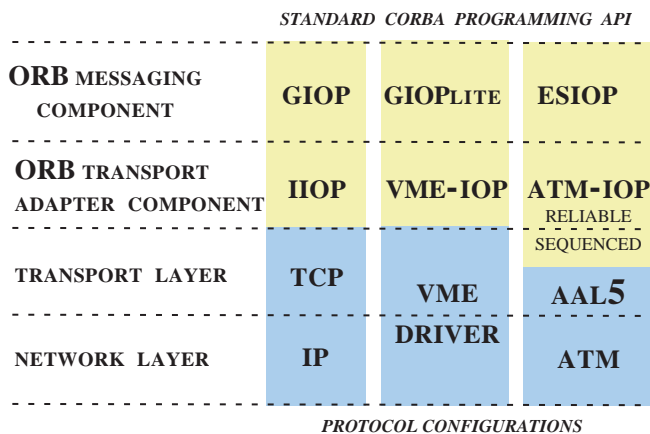 STANDARD CORBA PROGRAMMING API
ORB MESSAGING
COMPONENT
GIOP
GIOPLITE
ESIOP
ORB TRANSPORT
ADAPTER COMPONENT
IIOP
VME-IOP
ATM-IOP
RELIABLE
SEQUENCED
TRANSPORT LAYER
TCP
VME
DRIVER
AAL5
NETWORK LAYER
IP
ATM
PROTOCOL CONFIGURATIONS